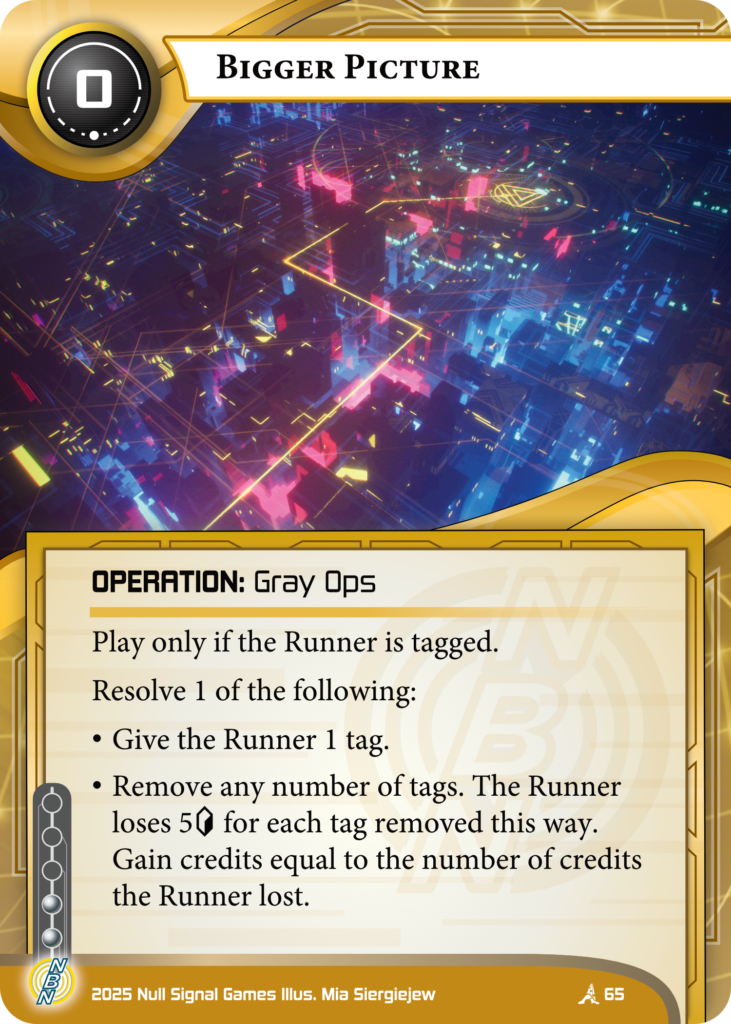 0
Bigger Picture
OPERATION: Gray Ops
Play only if the Runner is tagged.
Resolve 1 of the following:
• Give the Runner 1 tag.
• Remove any number of tags. The Runner
loses 5 for each tag removed this way.
Gain credits equal to the number of credits
the Runner lost.
NBN
2025 Null Signal Games Illus. Mia Siergiejew
65